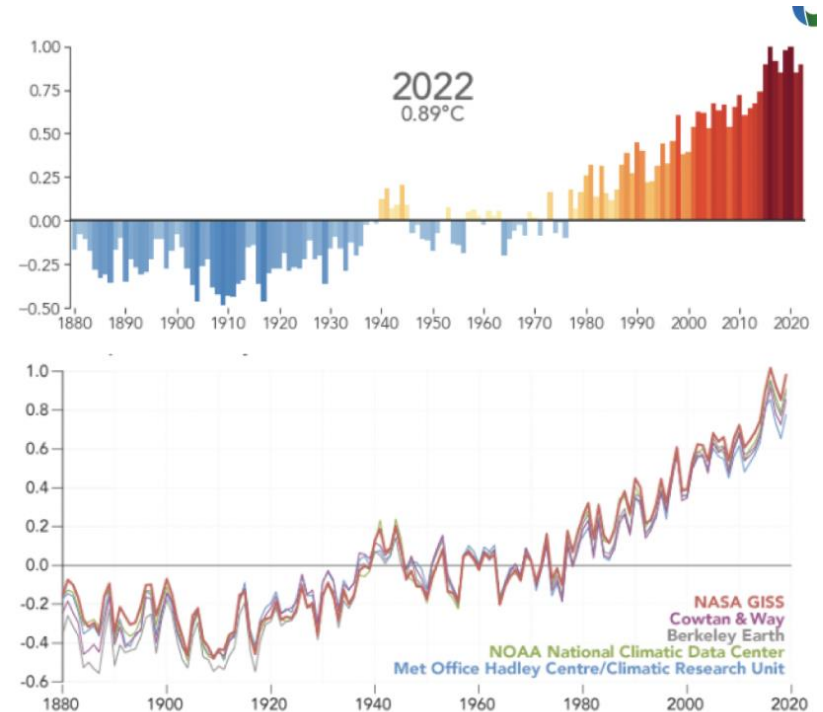 1.00
2022
0.89°C
0.75
0.50
0.25
0.00
−0.25
−0.50
1880 1890 1900 1910 1920 1930 1940 1950 1960 1970 1980 1990 2000 2010 2020
1.0
0.8
0.6
0.4
0.2
0.0
-0.2
NASA GISS
Cowtan & Way
-0.4
Berkeley Earth
NOAA National Climatic Data Center
Met Office Hadley Centre/Climatic Research Unit
-0.6
1880 1900 1920 1940 1960 1980 2000 2020